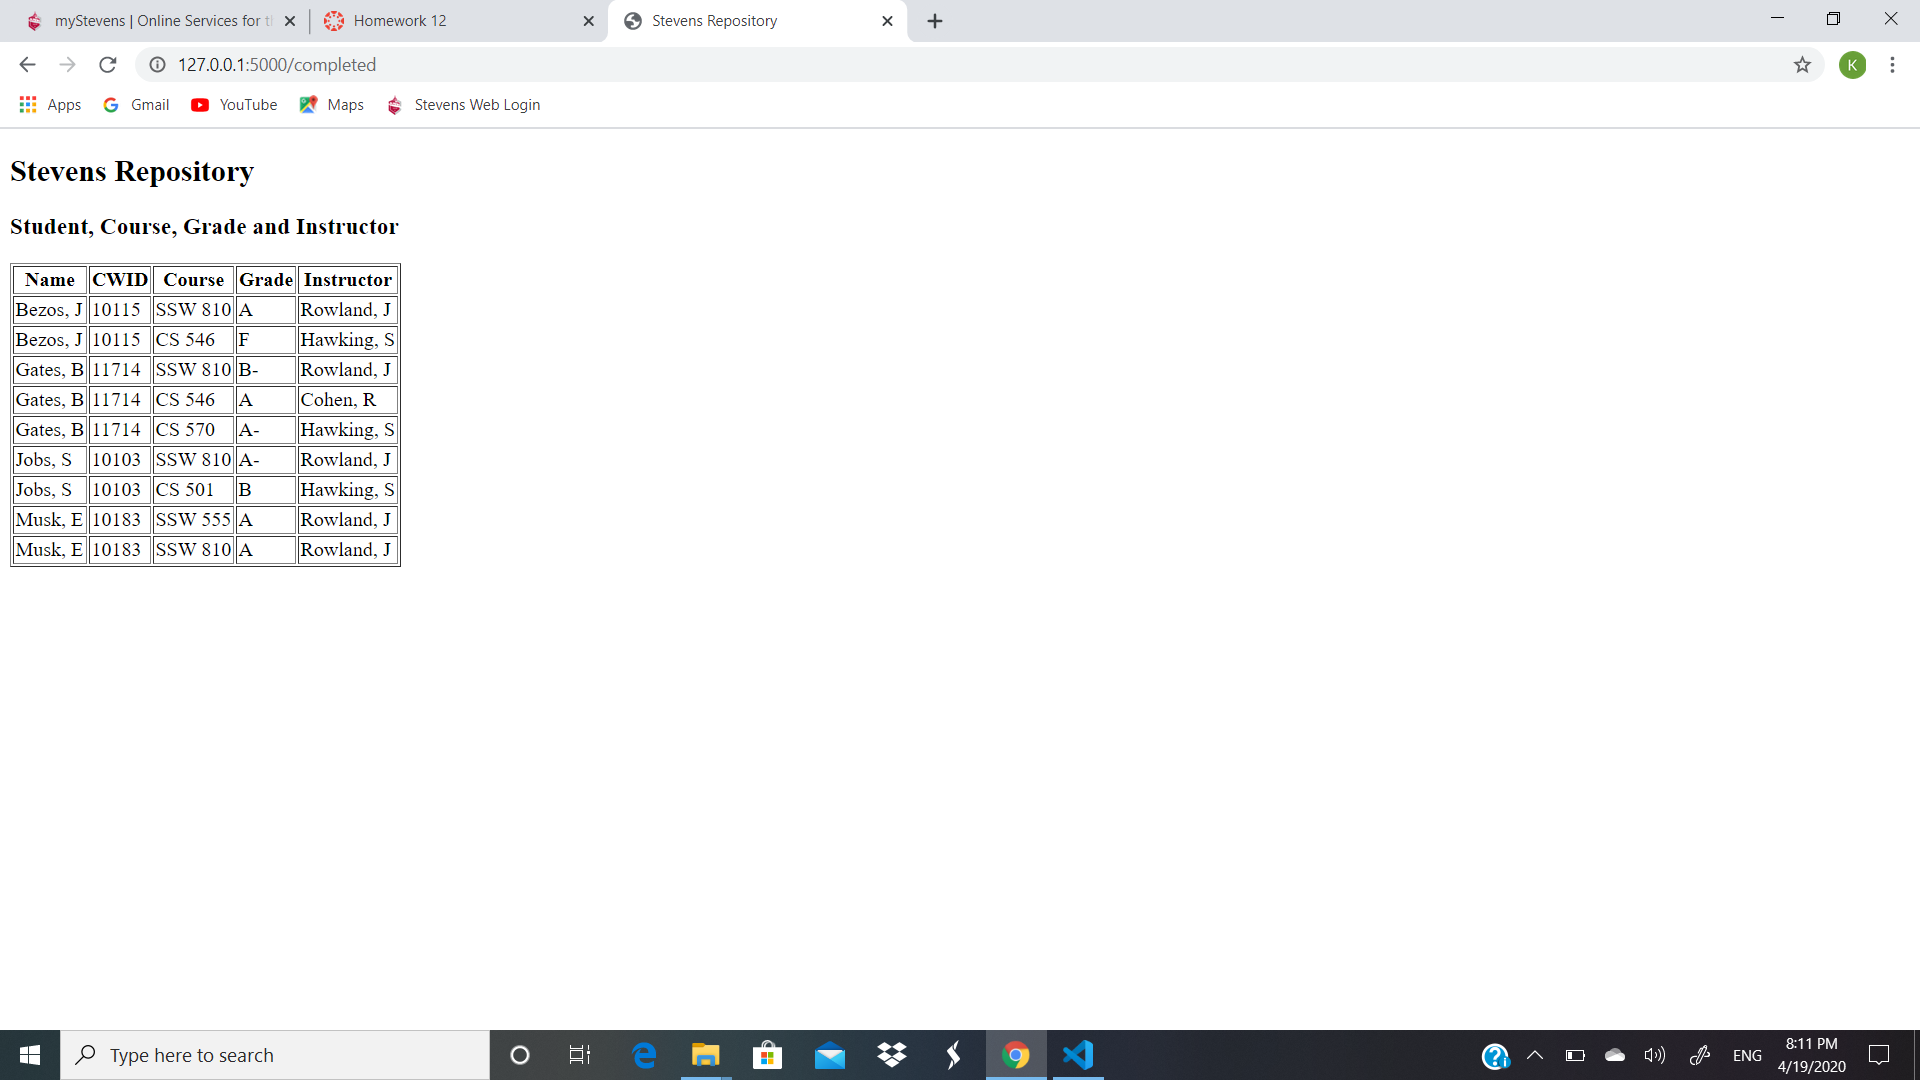 myStevens | Online Services for t
Homework 12
Stevens Repository
127.0.0.1:5000/completed
K
Apps
Gmail
YouTube
Maps
Stevens Web Login
Stevens Repository
Student, Course, Grade and Instructor
Name CWID Course Grade Instructor
Bezos, J 10115 SSW 810 A Rowland, J
Bezos, J 10115 CS 546 F Hawking, S
Gates, B 11714 SSW 810 B- Rowland, J
Gates, B 11714 CS 546 A Cohen, R
Gates, B 11714 CS 570 A- Hawking, S
Jobs, S 10103 SSW 810 A- Rowland, J
Jobs, S 10103 CS 501 B Hawking, S
Musk, E 10183 SSW 555 A Rowland, J
Musk, E 10183 SSW 810 A Rowland, J
Type here to search
ENG
8:11 PM
4/19/2020